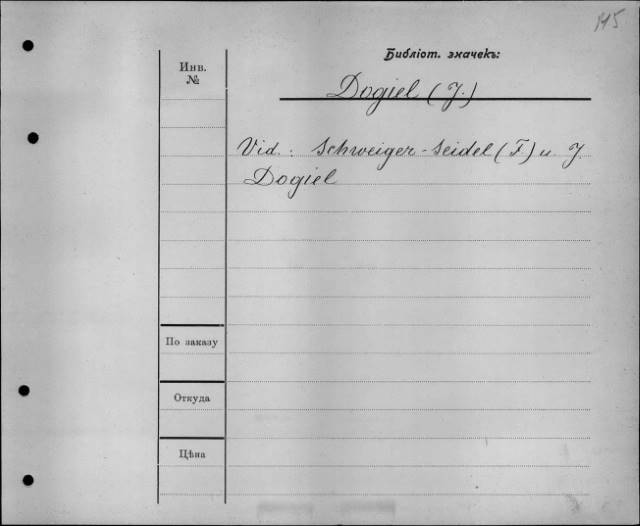 145
Библіот. значекъ:
Инв.
№
Dogiel (J.)
Vid.: Schweiger-Seidel (F) u. J.
Dogiel
По заказу
Откуда
Цѣна